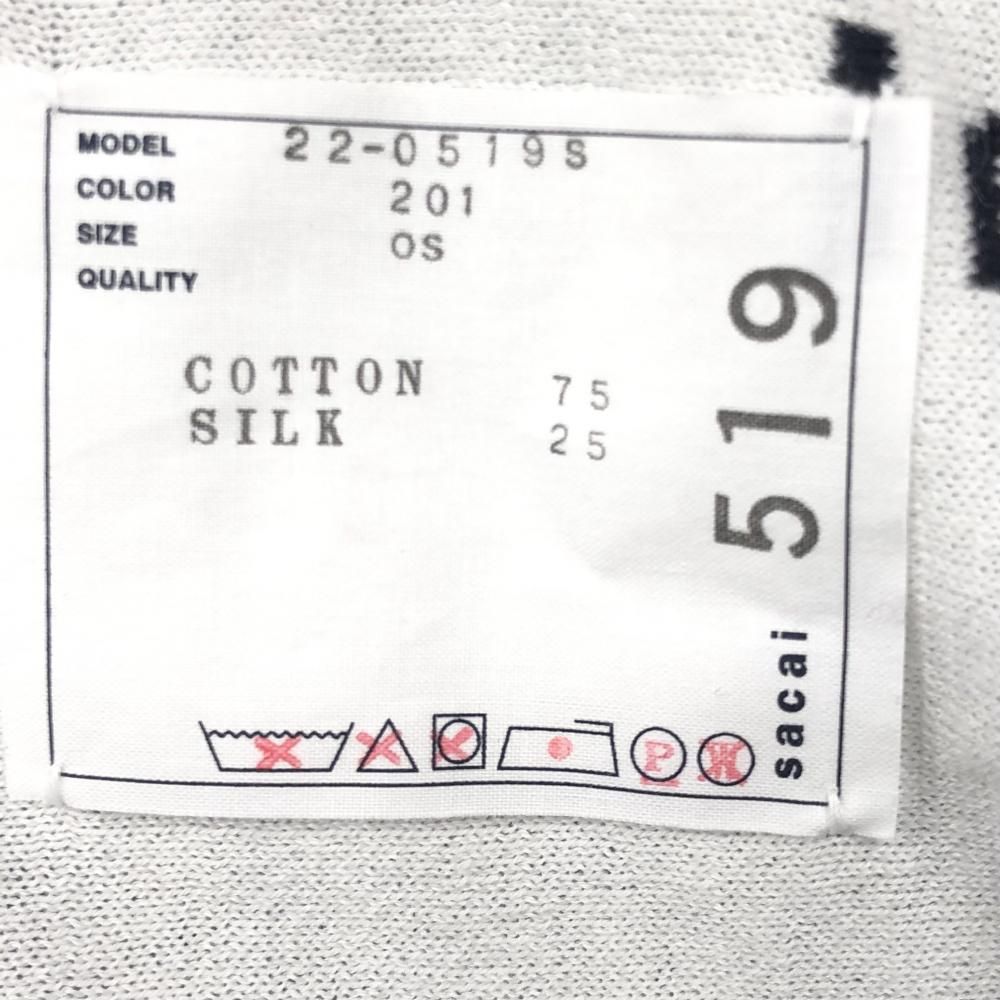 MODEL 22-0519S
COLOR 201
SIZE OS
QUALITY
COTTON 75
SILK 25
519
sacai
P
W